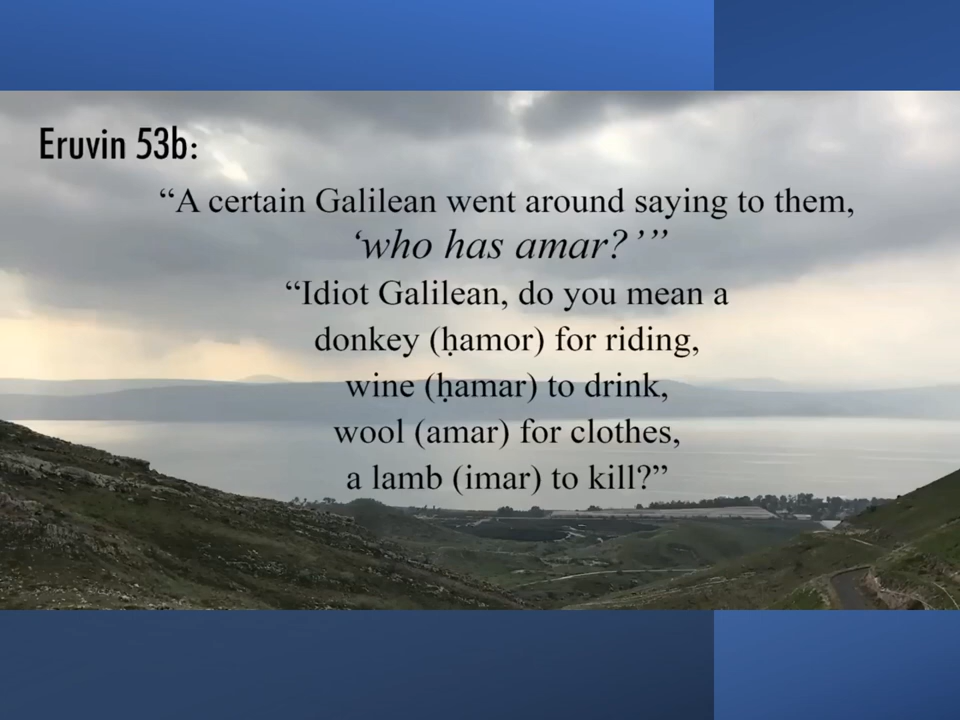 Eruvin 53b:
“A certain Galilean went around saying to them,
‘who has amar?’”
“Idiot Galilean, do you mean a
donkey (ḥamor) for riding,
wine (ḥamar) to drink,
wool (amar) for clothes,
a lamb (imar) to kill?”